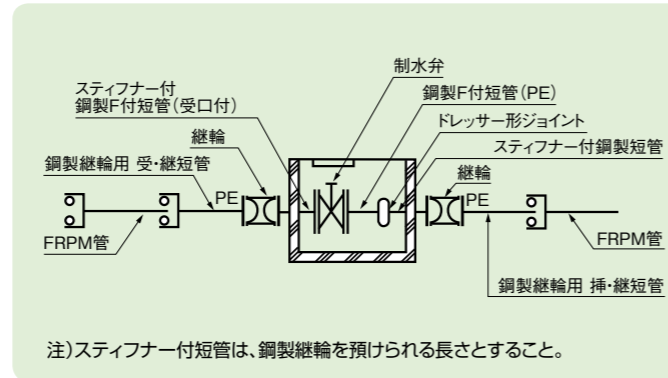 制水弁
スティフナー付
鋼製F付短管（受口付）
鋼製F付短管（PE）
ドレッサー形ジョイント
継輪
スティフナー付鋼製短管
鋼製継輪用 受・継短管
継輪
PE
PE
FRPM管
FRPM管
鋼製継輪用 挿・継短管
注）スティフナー付短管は、鋼製継輪を預けられる長さとすること。